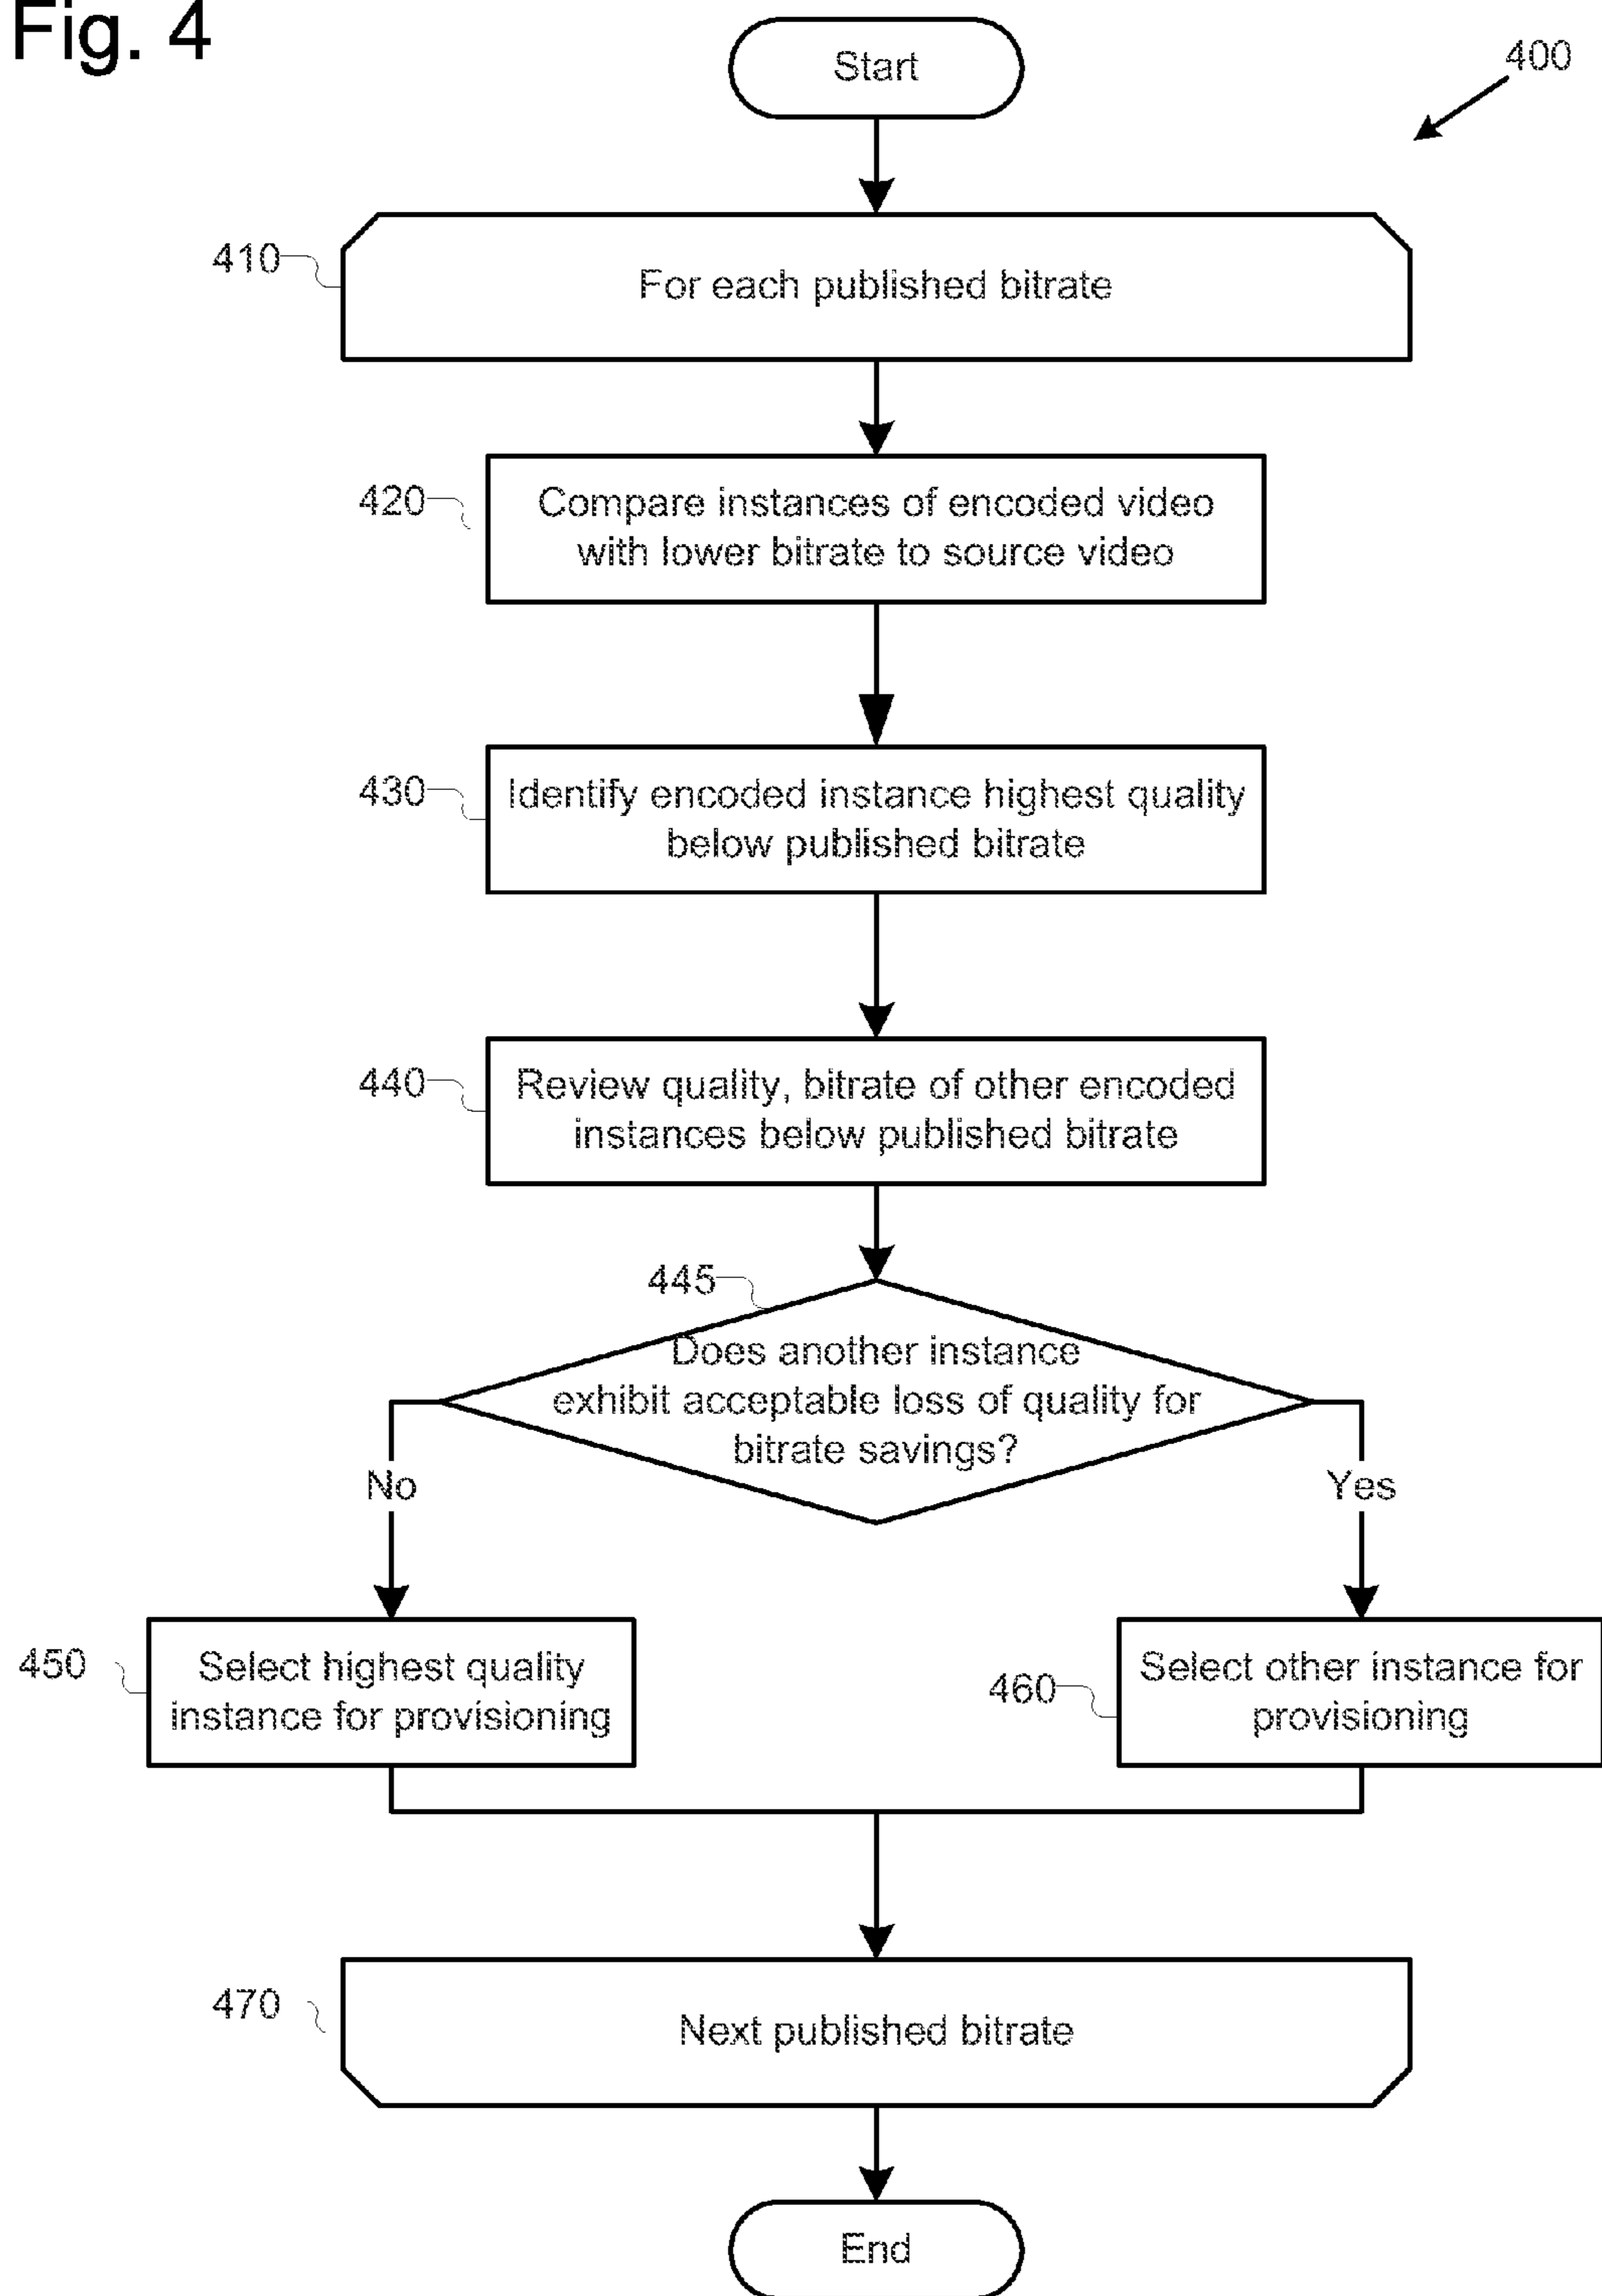 Fig. 4
Start
400
410
For each published bitrate
420
Compare instances of encoded video
with lower bitrate to source video
430
Identify encoded instance highest quality
below published bitrate
440
Review quality, bitrate of other encoded
instances below published bitrate
445
Does another instance
exhibit acceptable loss of quality for
bitrate savings?
No
Yes
450
Select highest quality
instance for provisioning
460
Select other instance for
provisioning
470
Next published bitrate
End